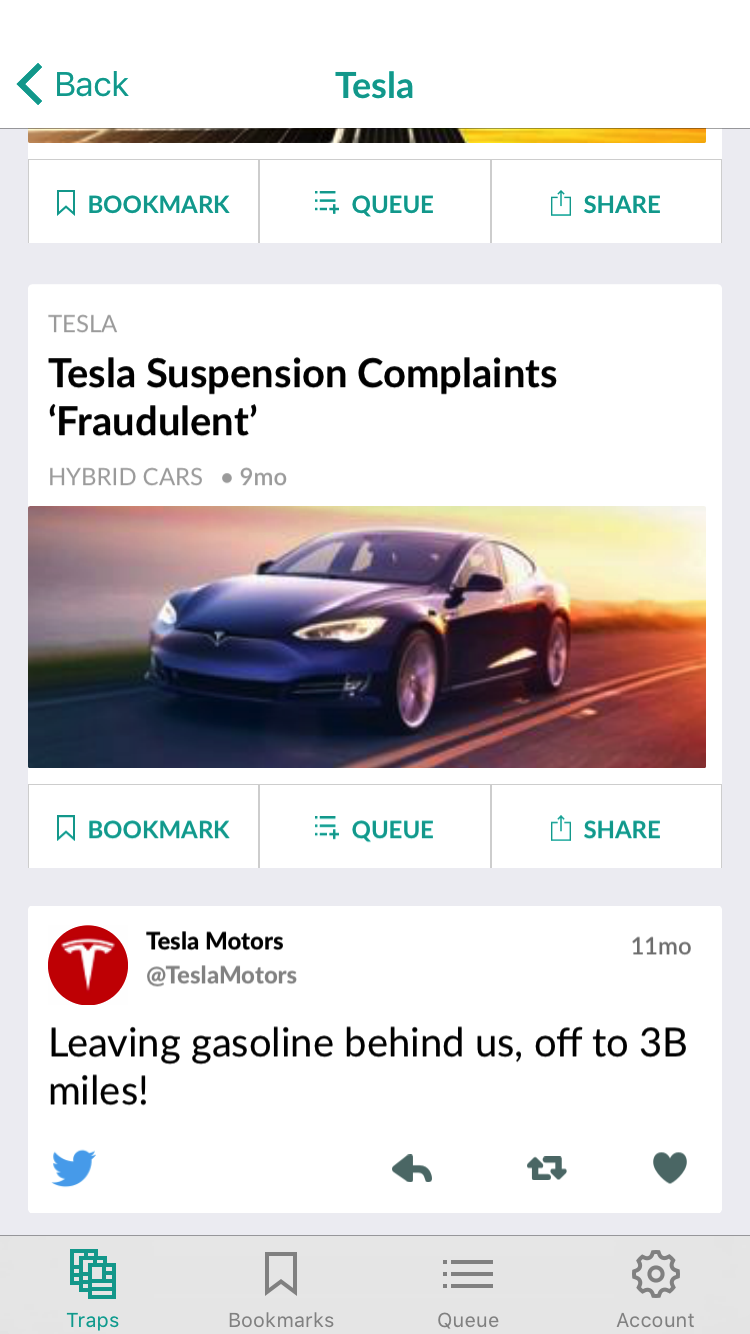 Back
Tesla
BOOKMARK
QUEUE
SHARE
TESLA
Tesla Suspension Complaints
‘Fraudulent’
HYBRID CARS • 9mo
BOOKMARK
QUEUE
SHARE
Tesla Motors
11mo
@TeslaMotors
Leaving gasoline behind us, off to 3B
miles!
Traps
Bookmarks
Queue
Account